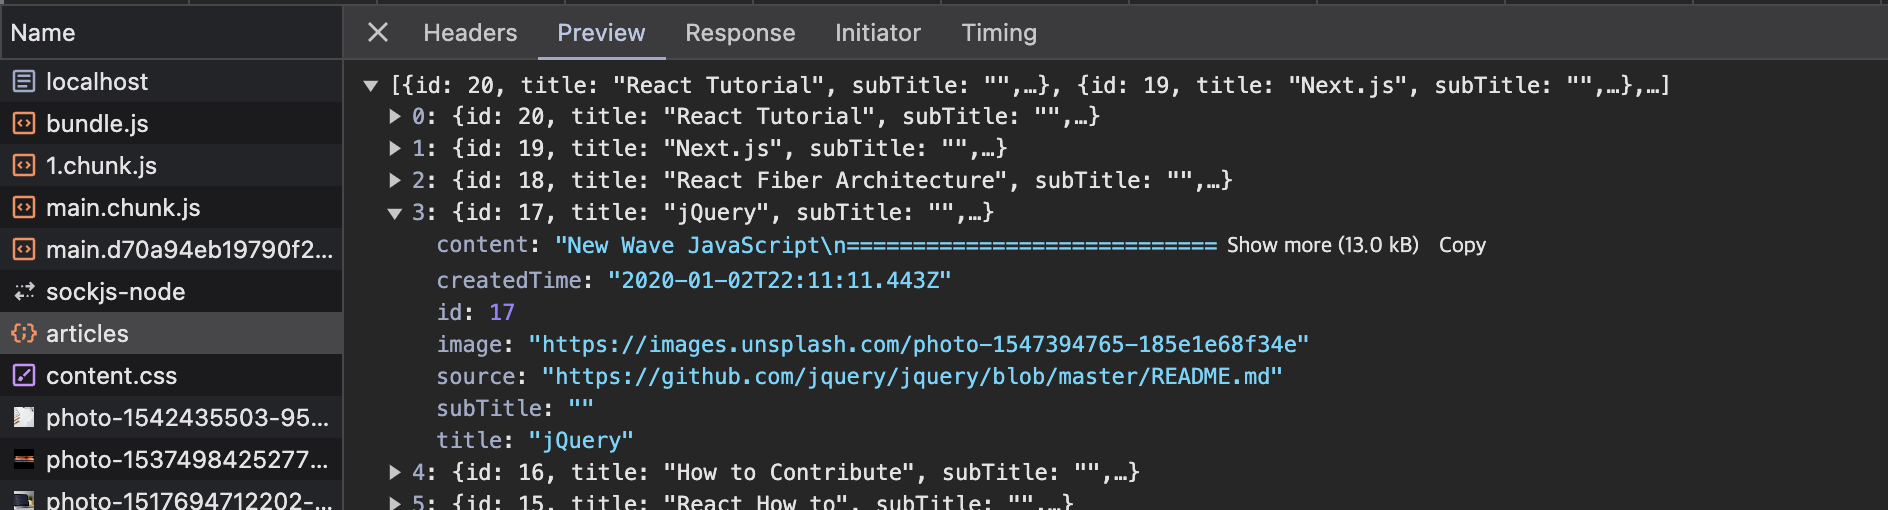 Name
localhost
bundle.js
1.chunk.js
main.chunk.js
main.d70a94eb19790f2...
sockjs-node
articles
content.css
photo-1542435503-95...
photo-1537498425277...
photo-1517694712202-...
Headers Preview Response Initiator Timing
[{id: 20, title: "React Tutorial", subTitle: "",…}, {id: 19, title: "Next.js", subTitle: "",…},…]
0: {id: 20, title: "React Tutorial", subTitle: "",…}
1: {id: 19, title: "Next.js", subTitle: "",…}
2: {id: 18, title: "React Fiber Architecture", subTitle: "",…}
3: {id: 17, title: "jQuery", subTitle: "",…}
content: "New Wave JavaScript\n============================ Show more (13.0 kB) Copy
createdTime: "2020-01-02T22:11:11.443Z"
id: 17
image: "https://images.unsplash.com/photo-1547394765-185e1e68f34e"
source: "https://github.com/jquery/jquery/blob/master/README.md"
subTitle: ""
title: "jQuery"
4: {id: 16, title: "How to Contribute", subTitle: "",…}
5: {id: 15, title: "React How to", subTitle: "",…}